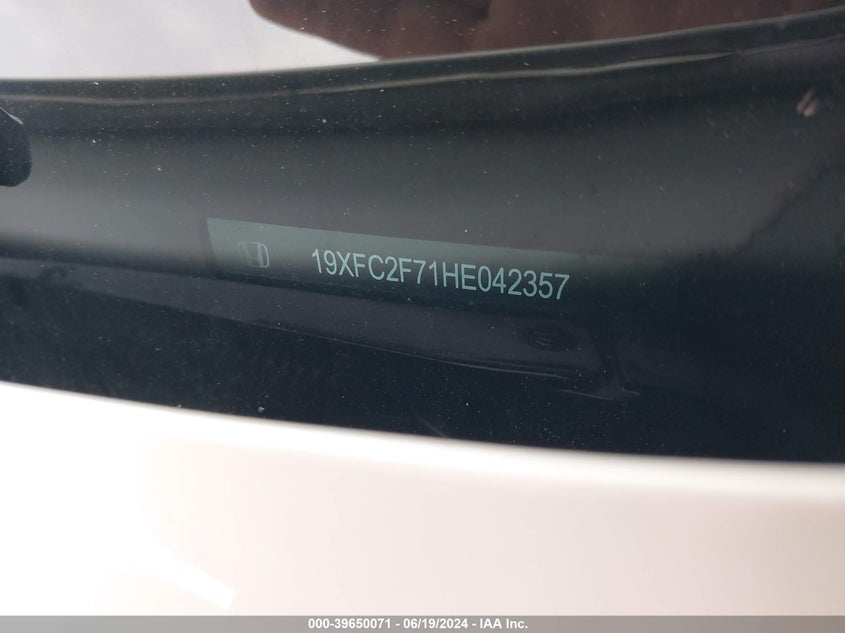 19XFC2F71HE042357
000-39650071 - 06/19/2024 - IAA Inc.